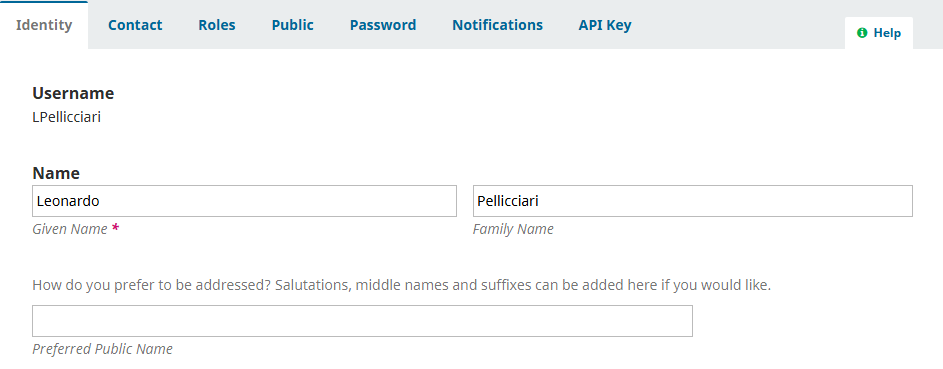 Identity Contact Roles Public Password Notifications API Key
Help
Username
LPellicciari
Name
Leonardo Pellicciari
Given Name * Family Name
How do you prefer to be addressed? Salutations, middle names and suffixes can be added here if you would like.
Preferred Public Name